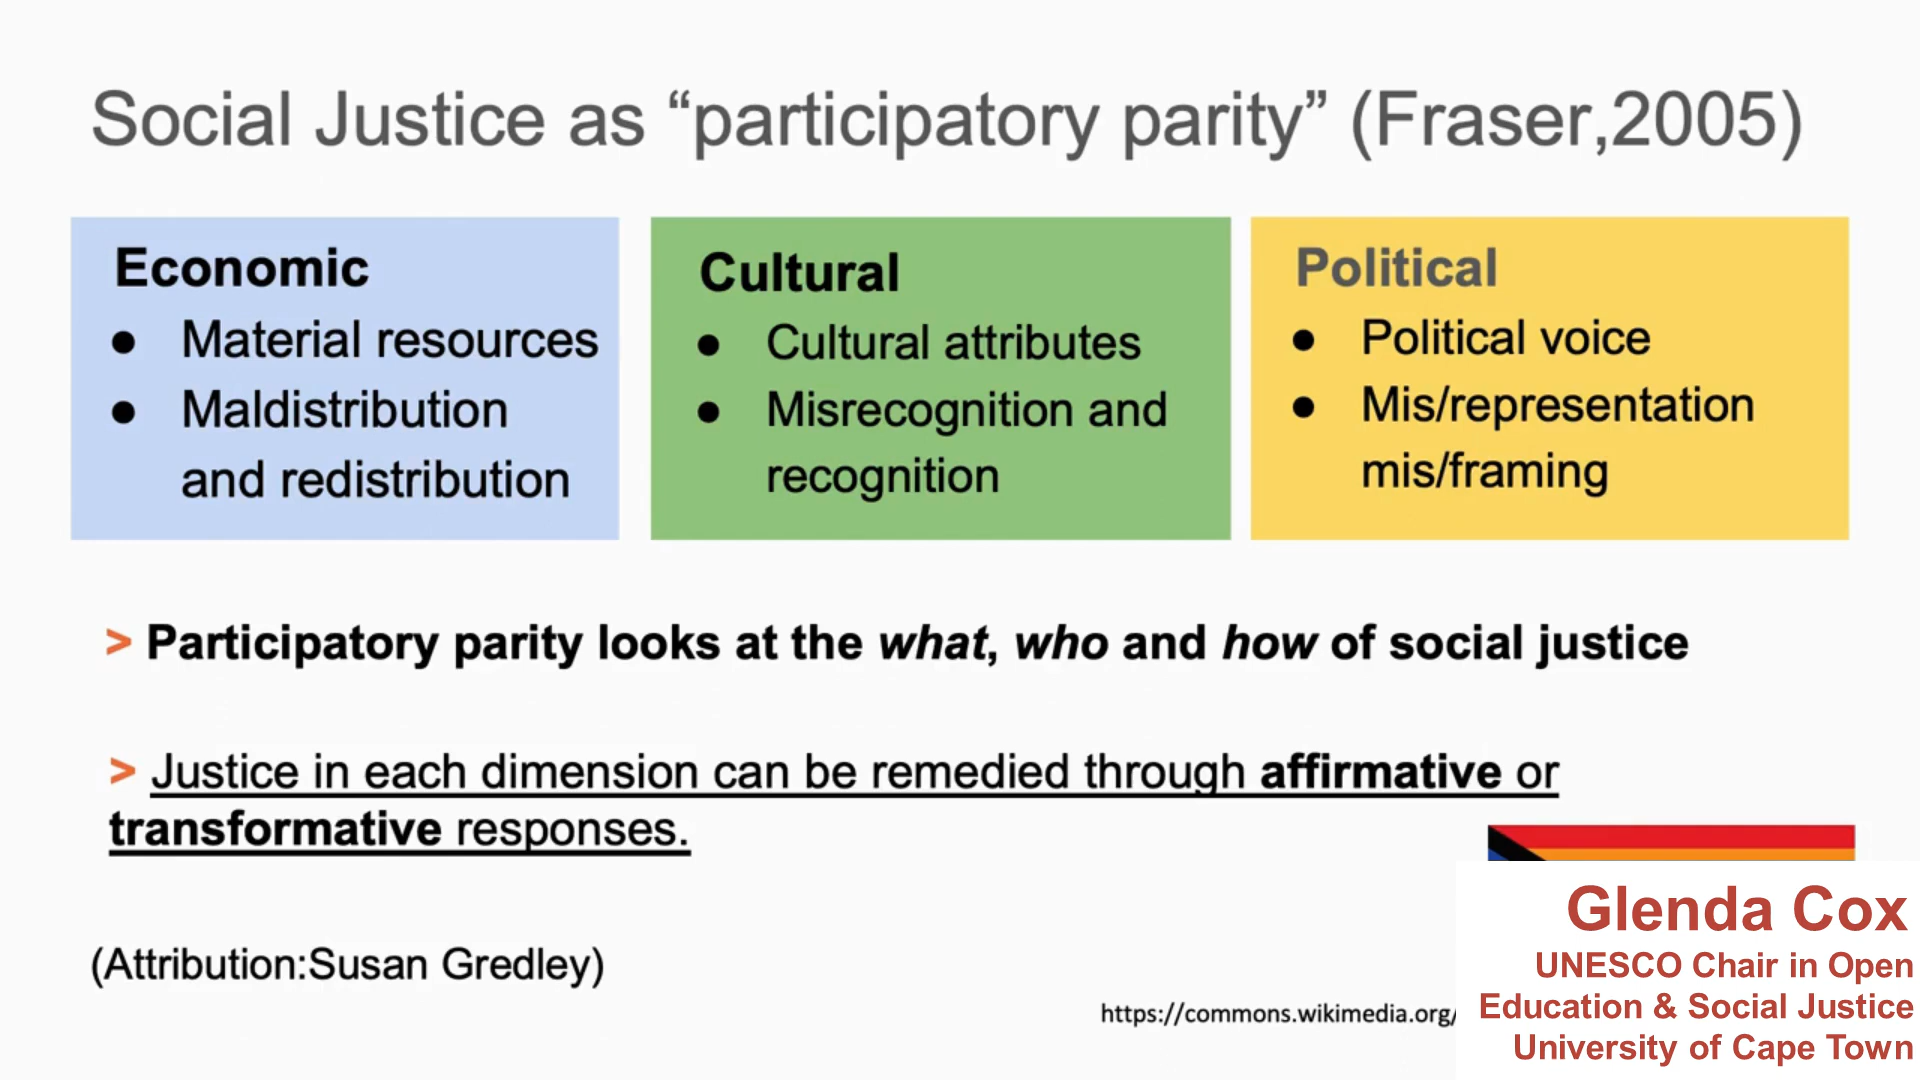 Social Justice as “participatory parity” (Fraser,2005)
Economic
● Material resources
● Maldistribution
and redistribution
Cultural
● Cultural attributes
● Misrecognition and
recognition
Political
● Political voice
● Mis/representation
mis/framing
> Participatory parity looks at the what, who and how of social justice
> Justice in each dimension can be remedied through affirmative or
transformative responses.
(Attribution:Susan Gredley)
https://commons.wikimedia.org/
Glenda Cox
UNESCO Chair in Open
Education & Social Justice
University of Cape Town